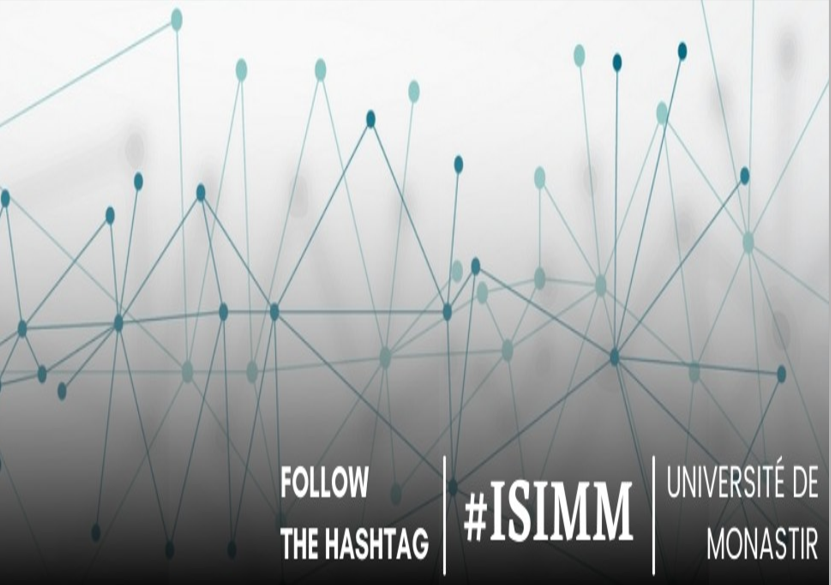 FOLLOW
THE HASHTAG
#ISIMM
UNIVERSITÉ DE
MONASTIR